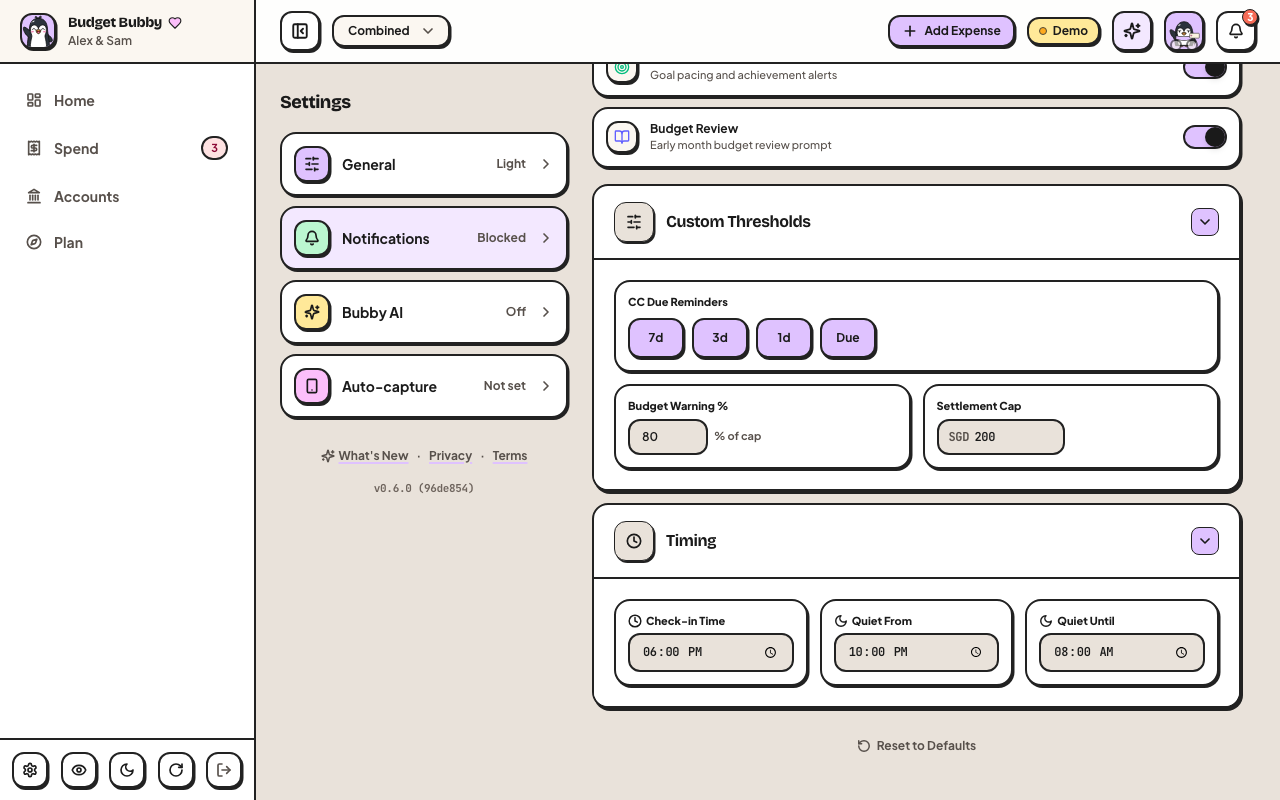 Budget Bubby
Alex & Sam
Combined
Add Expense
Demo
3
Home
Spend
3
Accounts
Plan
Settings
General
Light
Notifications
Blocked
Bubby AI
Off
Auto-capture
Not set
What's New · Privacy · Terms
v0.6.0 (96de854)
Goal pacing and achievement alerts
Budget Review
Early month budget review prompt
Custom Thresholds
CC Due Reminders
7d
3d
1d
Due
Budget Warning %
80
% of cap
Settlement Cap
SGD 200
Timing
Check-in Time
06:00 PM
Quiet From
10:00 PM
Quiet Until
08:00 AM
Reset to Defaults